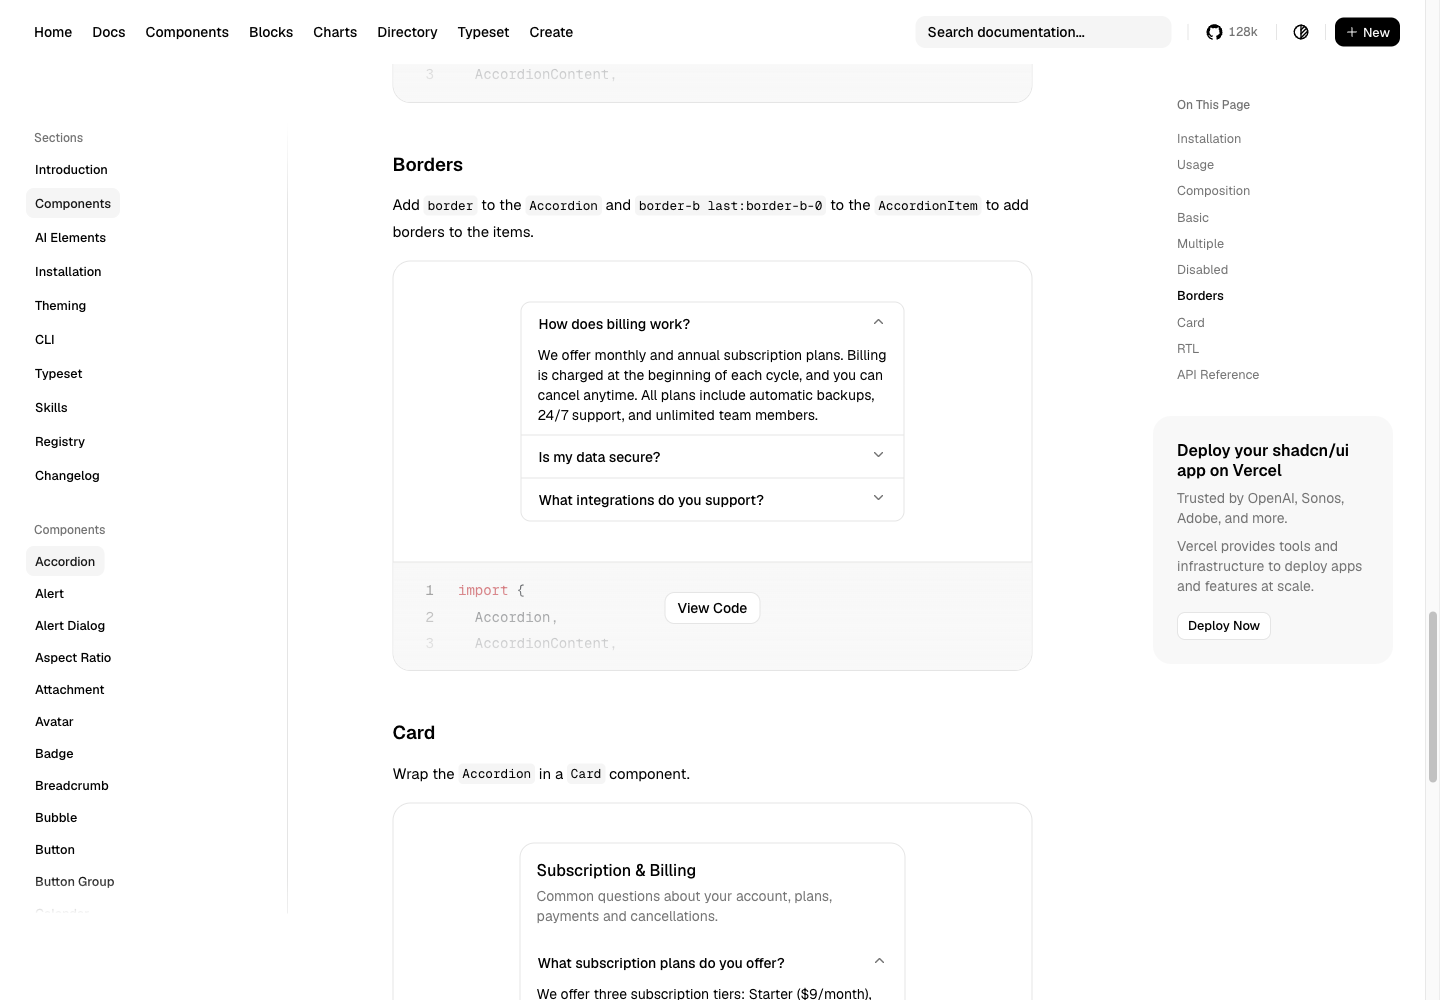 Home Docs Components Blocks Charts Directory Typeset Create
Search documentation...
128k
New
Sections
Introduction
Components
AI Elements
Installation
Theming
CLI
Typeset
Skills
Registry
Changelog
Components
Accordion
Alert
Alert Dialog
Aspect Ratio
Attachment
Avatar
Badge
Breadcrumb
Bubble
Button
Button Group
Calendar
3 AccordionContent,
Borders
Add border to the Accordion and border-b last:border-b-0 to the AccordionItem to add
borders to the items.
How does billing work?
We offer monthly and annual subscription plans. Billing
is charged at the beginning of each cycle, and you can
cancel anytime. All plans include automatic backups,
24/7 support, and unlimited team members.
Is my data secure?
What integrations do you support?
1 import {
2 Accordion,
3 AccordionContent,
View Code
Card
Wrap the Accordion in a Card component.
Subscription & Billing
Common questions about your account, plans,
payments and cancellations.
What subscription plans do you offer?
We offer three subscription tiers: Starter ($9/month),
On This Page
Installation
Usage
Composition
Basic
Multiple
Disabled
Borders
Card
RTL
API Reference
Deploy your shadcn/ui
app on Vercel
Trusted by OpenAI, Sonos,
Adobe, and more.
Vercel provides tools and
infrastructure to deploy apps
and features at scale.
Deploy Now